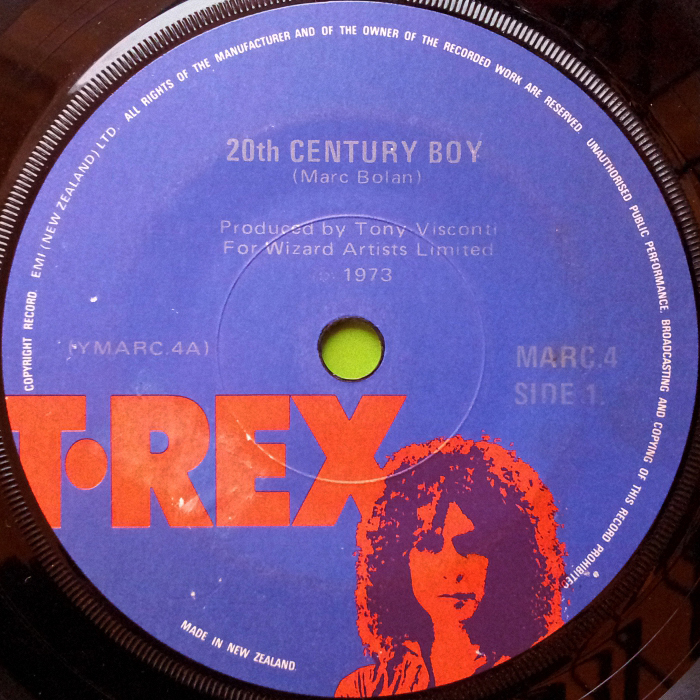 COPYRIGHT RECORD. EMI (NEW ZEALAND) LTD. ALL RIGHTS OF THE MANUFACTURER AND OF THE OWNER OF THE RECORDED WORK ARE RESERVED. UNAUTHORISED PUBLIC PERFORMANCE, BROADCASTING AND COPYING OF THIS RECORD PROHIBITED
20th CENTURY BOY
(Marc Bolan)
Produced by Tony Visconti
For Wizard Artists Limited
℗ 1973
(YMARC.4A)
MARC.4
SIDE 1.
T·REX
MADE IN NEW ZEALAND.